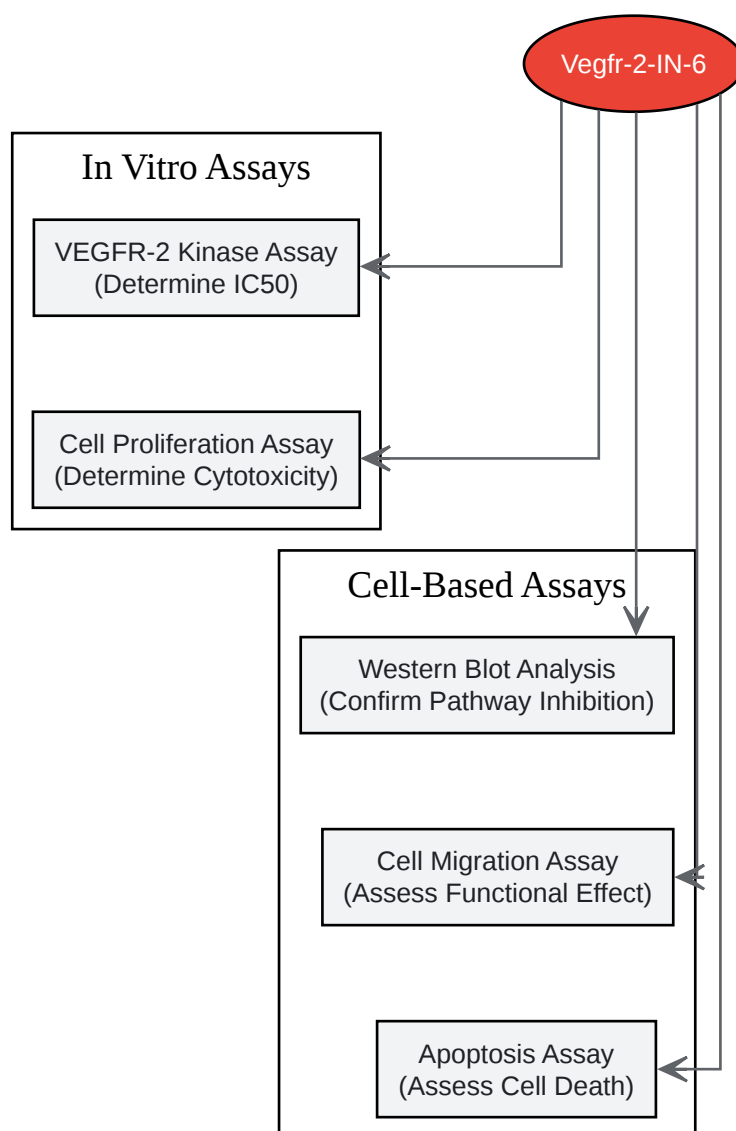 Vegfr-2-IN-6
In Vitro Assays
VEGFR-2 Kinase Assay
(Determine IC50)
Cell Proliferation Assay
(Determine Cytotoxicity)
Cell-Based Assays
Western Blot Analysis
(Confirm Pathway Inhibition)
Cell Migration Assay
(Assess Functional Effect)
Apoptosis Assay
(Assess Cell Death)